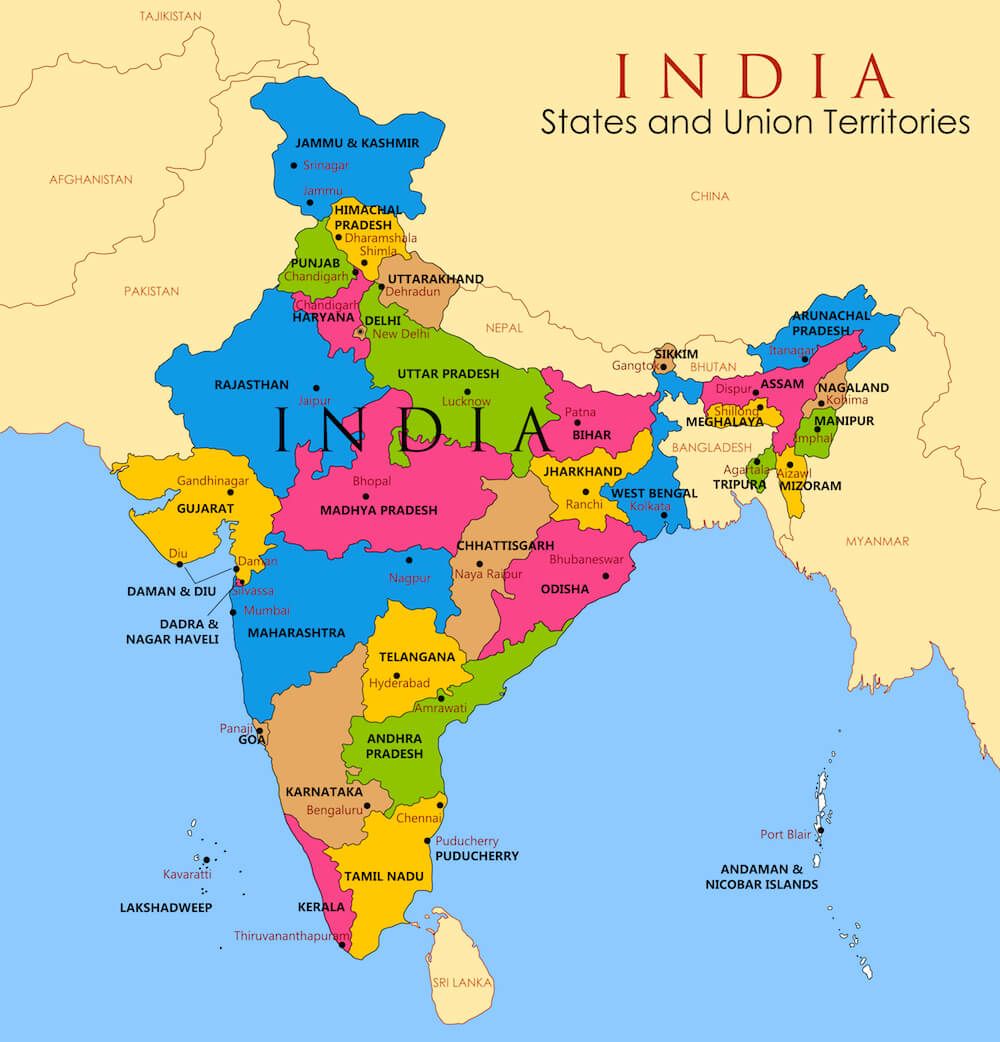 TAJIKISTAN
INDIA
States and Union Territories
JAMMU & KASHMIR
Srinagar
AFGHANISTAN
Jammu
CHINA
HIMACHAL
PRADESH
Dharamshala
Shimla
PUNJAB
Chandigarh
UTTARAKHAND
Dehradun
PAKISTAN
Chandigarh
HARYANA
DELHI
New Delhi
NEPAL
ARUNACHAL
PRADESH
Itanagar
SIKKIM
Gangtok
BHUTAN
RAJASTHAN
Jaipur
UTTAR PRADESH
Lucknow
Dispur
ASSAM
NAGALAND
Kohima
INDIA
Patna
BIHAR
Shillong
MEGHALAYA
MANIPUR
Imphal
BANGLADESH
Gandhinagar
GUJARAT
Bhopal
MADHYA PRADESH
JHARKHAND
Ranchi
WEST BENGAL
Kolkata
Agartala
TRIPURA
Aizawl
MIZORAM
MYANMAR
Diu
Daman
DAMAN & DIU
Silvassa
DADRA &
NAGAR HAVELI
Mumbai
MAHARASHTRA
Nagpur
CHHATTISGARH
Naya Raipur
Bhubaneswar
ODISHA
TELANGANA
Hyderabad
Amrawati
Panaji
GOA
ANDHRA
PRADESH
KARNATAKA
Bengaluru
Chennai
Puducherry
PUDUCHERRY
Port Blair
ANDAMAN &
NICOBAR ISLANDS
Kavaratti
LAKSHADWEEP
TAMIL NADU
KERALA
Thiruvananthapuram
SRI LANKA